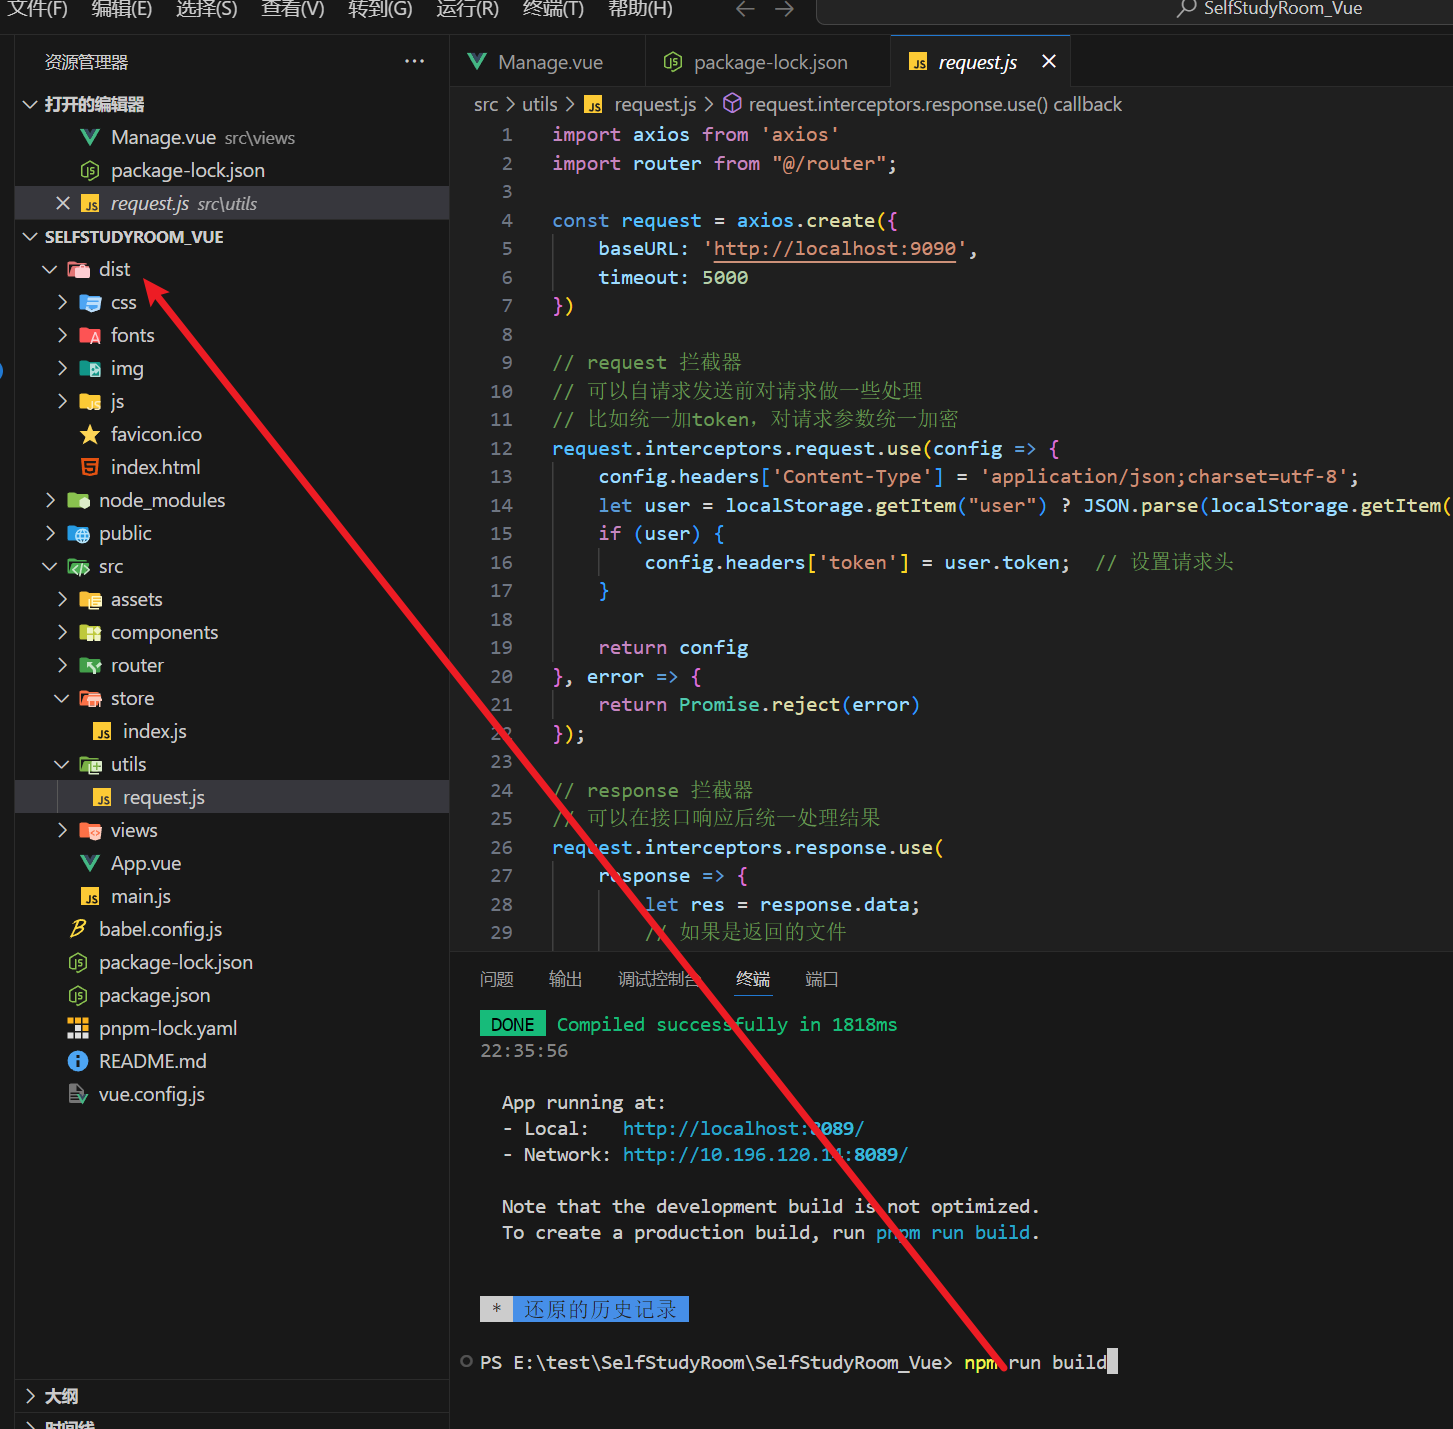 文件(F) 编辑(E) 选择(S) 查看(V) 转到(G) 运行(R) 终端(T) 帮助(H) SelfStudyRoom_Vue
资源管理器
打开的编辑器
Manage.vue src\views
package-lock.json
request.js src\utils
SELFSTUDYROOM_VUE
dist
css
fonts
img
js
favicon.ico
index.html
node_modules
public
src
assets
components
router
store
index.js
utils
request.js
views
App.vue
main.js
babel.config.js
package-lock.json
package.json
pnpm-lock.yaml
README.md
vue.config.js
大纲
时间线
Manage.vue package-lock.json request.js
src > utils > request.js > request.interceptors.response.use() callback
1 import axios from 'axios'
2 import router from "@/router";
3
4 const request = axios.create({
5 baseURL: 'http://localhost:9090',
6 timeout: 5000
7 })
8
9 // request 拦截器
10 // 可以自请求发送前对请求做一些处理
11 // 比如统一加token，对请求参数统一加密
12 request.interceptors.request.use(config => {
13 config.headers['Content-Type'] = 'application/json;charset=utf-8';
14 let user = localStorage.getItem("user") ? JSON.parse(localStorage.getItem(
15 if (user) {
16 config.headers['token'] = user.token; // 设置请求头
17 }
18
19 return config
20 }, error => {
21 return Promise.reject(error)
22 });
23
24 // response 拦截器
25 // 可以在接口响应后统一处理结果
26 request.interceptors.response.use(
27 response => {
28 let res = response.data;
29 // 如果是返回的文件
问题 输出 调试控制台 终端 端口
DONE Compiled successfully in 1818ms
22:35:56
App running at:
- Local: http://localhost:8089/
- Network: http://10.196.120.14:8089/
Note that the development build is not optimized.
To create a production build, run pnpm run build.
* 还原的历史记录
PS E:\test\SelfStudyRoom\SelfStudyRoom_Vue> npm run build